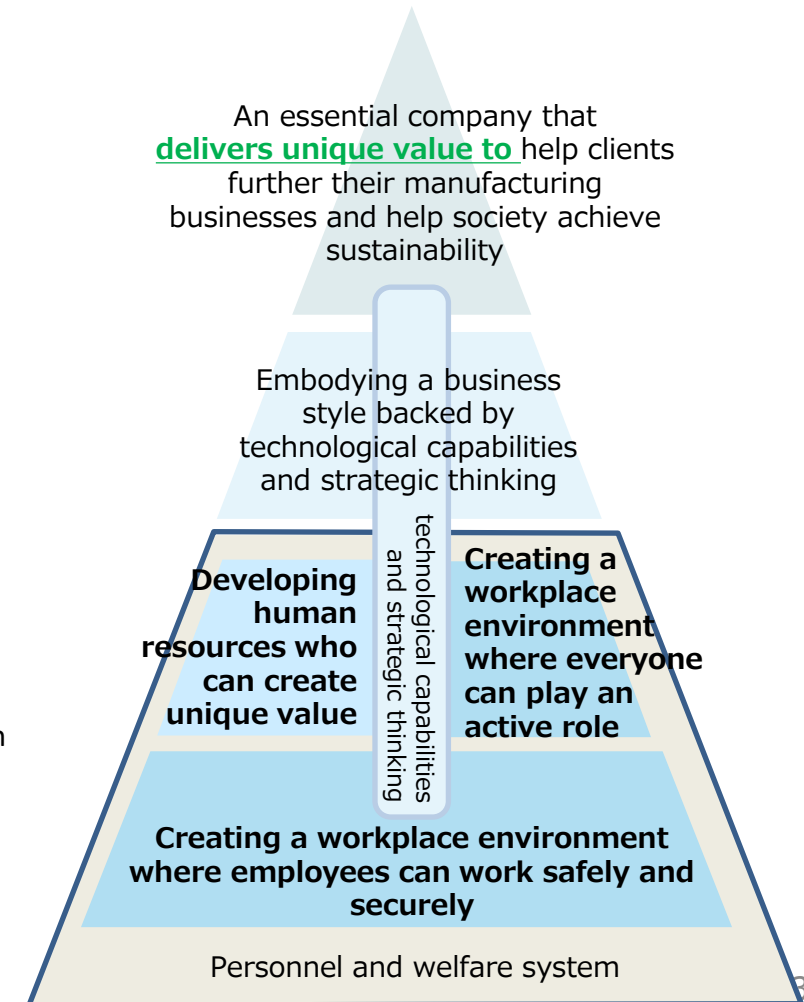 An essential company that
delivers unique value to help clients
further their manufacturing
businesses and help society achieve
sustainability
Embodying a business
style backed by
technological capabilities
and strategic thinking
Developing
human
resources who
can create
unique value
technological capabilities
and strategic thinking
Creating a
workplace
environment
where everyone
can play an
active role
Creating a workplace environment
where employees can work safely and
securely
Personnel and welfare system